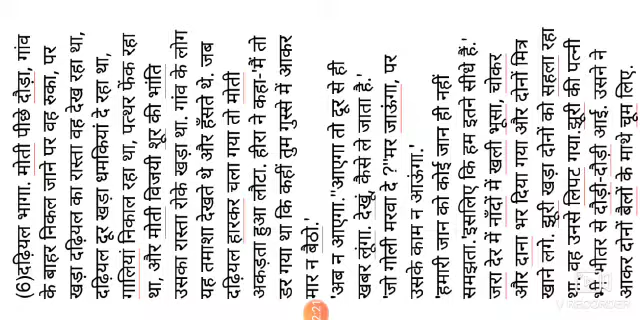 (6)दढ़ियल भागा. मोती पीछे दौड़ा, गांव
के बाहर निकल जाने पर वह रुका, पर
खड़ा दढ़ियल का रास्ता वह देख रहा था,
दढ़ियल दूर खड़ा धमकियां दे रहा था,
गालियां निकाल रहा था, पत्थर फेंक रहा
था, और मोती विजयी शूर की भांति
उसका रास्ता रोके खड़ा था. गांव के लोग
यह तमाशा देखते थे और हँसते थे. जब
दढ़ियल हारकर चला गया तो मोती
अकड़ता हुआ लौटा. हीरा ने कहा-'मैं तो
डर गया था कि कहीं तुम गुस्से में आकर
मार न बैठो.'
'अब न आएगा.''आएगा तो दूर से ही
खबर लूंगा. देखूं, कैसे ले जाता है.'
'जो गोली मरवा दे ?''मर जाऊंगा, पर
उसके काम न आऊंगा.'
'हमारी जान को कोई जान ही नहीं
समझता.'इसलिए कि हम इतने सीधे हैं.'
जरा देर में नाँदों में खली भूसा, चोकर
और दाना भर दिया गया और दोनों मित्र
खाने लगे. झूरी खड़ा दोनों को सहला रहा
था. वह उनसे लिपट गया.झूरी की पत्नी
भी भीतर से दौड़ी-दौड़ी आई. उसने ने
आकर दोनों बैलों के माथे चूम लिए.